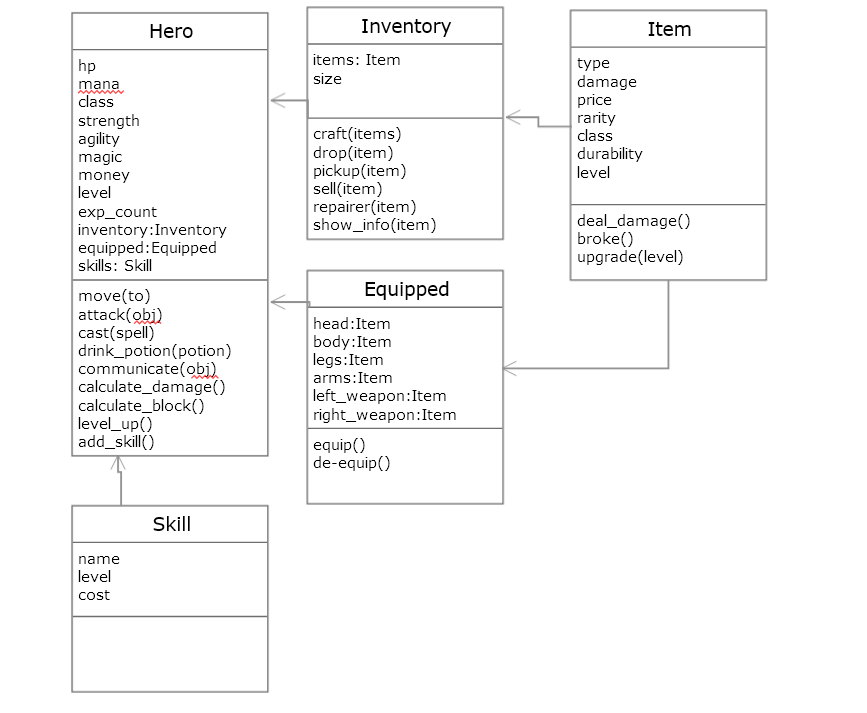 Hero
hp
mana
class
strength
agility
magic
money
level
exp_count
inventory:Inventory
equipped:Equipped
skills: Skill
move(to)
attack(obj)
cast(spell)
drink_potion(potion)
communicate(obj)
calculate_damage()
calculate_block()
level_up()
add_skill()
Inventory
items: Item
size
craft(items)
drop(item)
pickup(item)
sell(item)
repairer(item)
show_info(item)
Item
type
damage
price
rarity
class
durability
level
deal_damage()
broke()
upgrade(level)
Equipped
head:Item
body:Item
legs:Item
arms:Item
left_weapon:Item
right_weapon:Item
equip()
de-equip()
Skill
name
level
cost